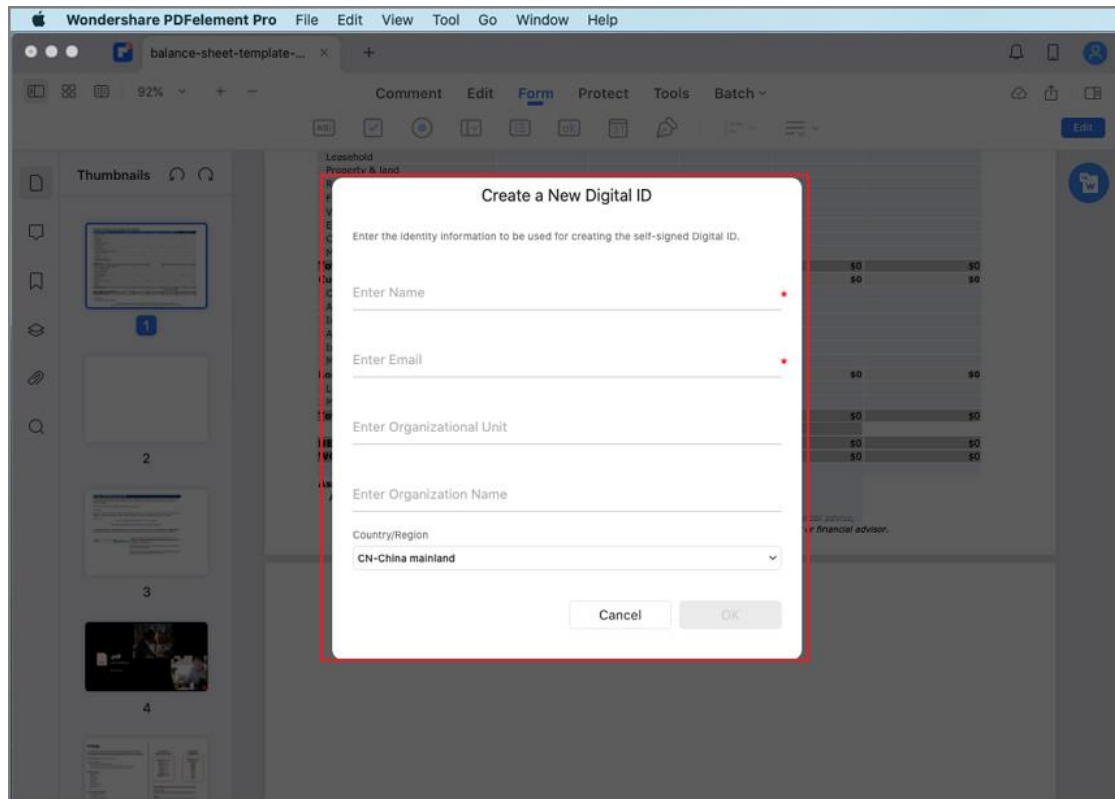 Wondershare PDFelement Pro File Edit View Tool Go Window Help
balance-sheet-template-... × +
92% + −
Comment Edit Form Protect Tools Batch
Edit
Thumbnails
Leasehold
Property & land
Create a New Digital ID
Enter the identity information to be used for creating the self-signed Digital ID.
Enter Name *
Enter Email *
Enter Organizational Unit
Enter Organization Name
Country/Region
CN-China mainland
Cancel OK
$0 $0
$0 $0
$0 $0
$0 $0
$0 $0
$0 $0
r financial advisor.
1
2
3
4